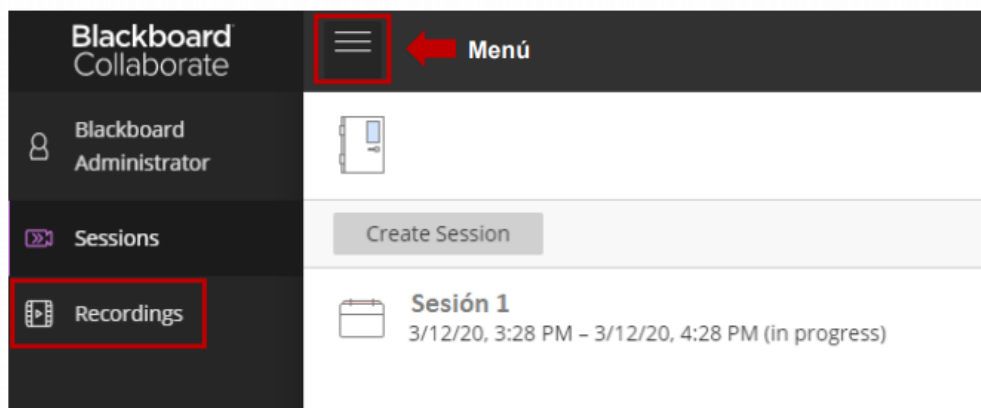 Blackboard
Collaborate
Menú
Blackboard
Administrator
Sessions
Create Session
Recordings
Sesión 1
3/12/20, 3:28 PM – 3/12/20, 4:28 PM (in progress)